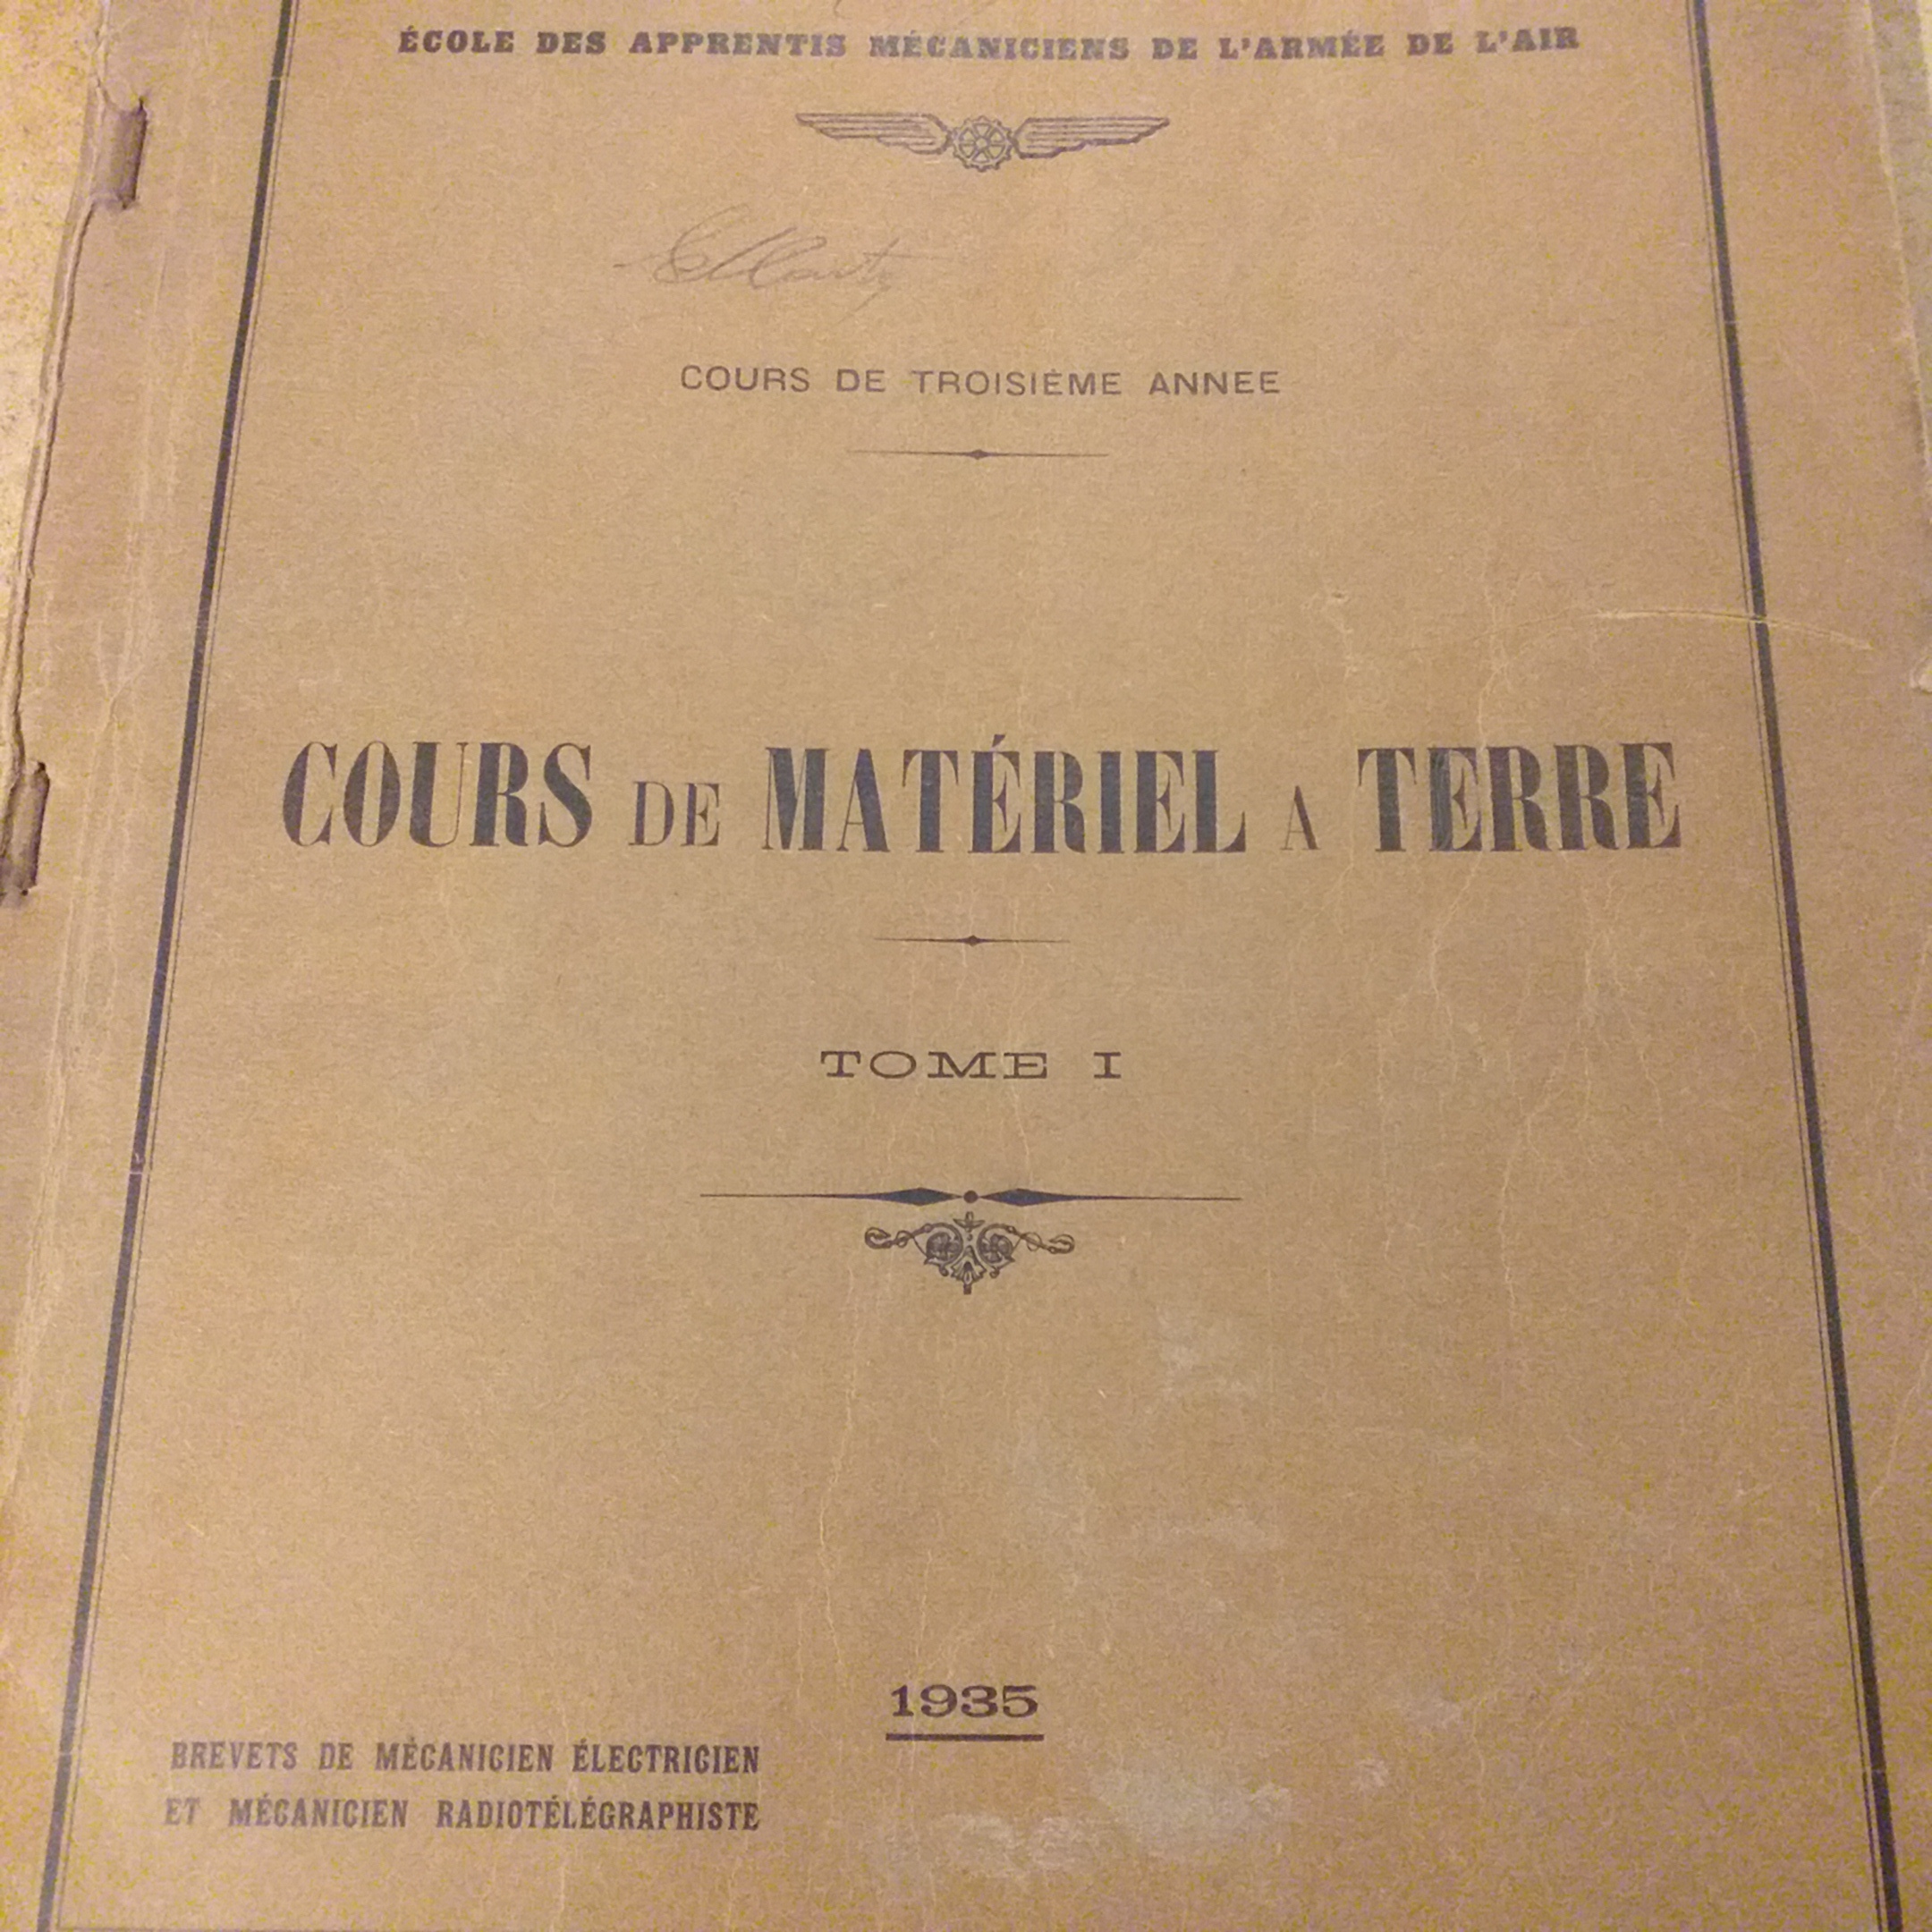 ÉCOLE DES APPRENTIS MÉCANICIENS DE L'ARMÉE DE L'AIR
COURS DE TROISIÈME ANNEE
COURS DE MATÉRIEL A TERRE
TOME I
1935
BREVETS DE MÉCANICIEN ÉLECTRICIEN
ET MÉCANICIEN RADIOTÉLÉGRAPHISTE